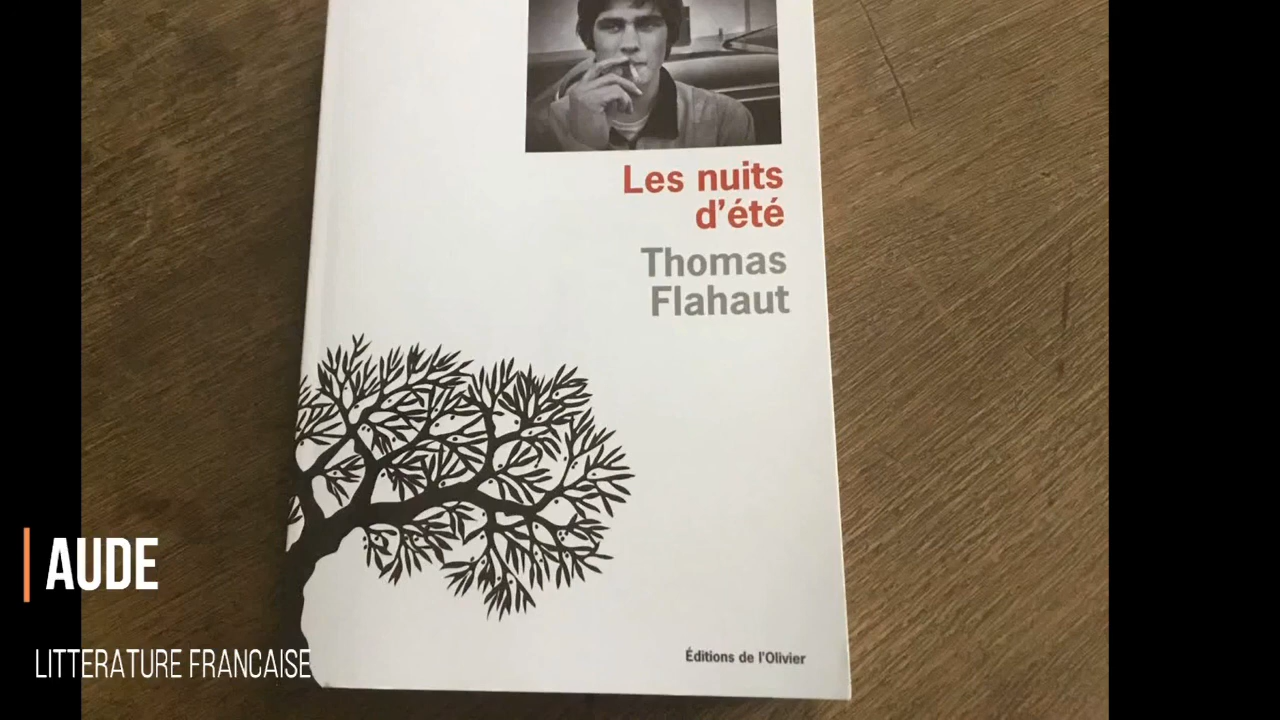 Les nuits
d'été
Thomas
Flahaut
Éditions de l'Olivier
AUDE
LITTERATURE FRANCAISE